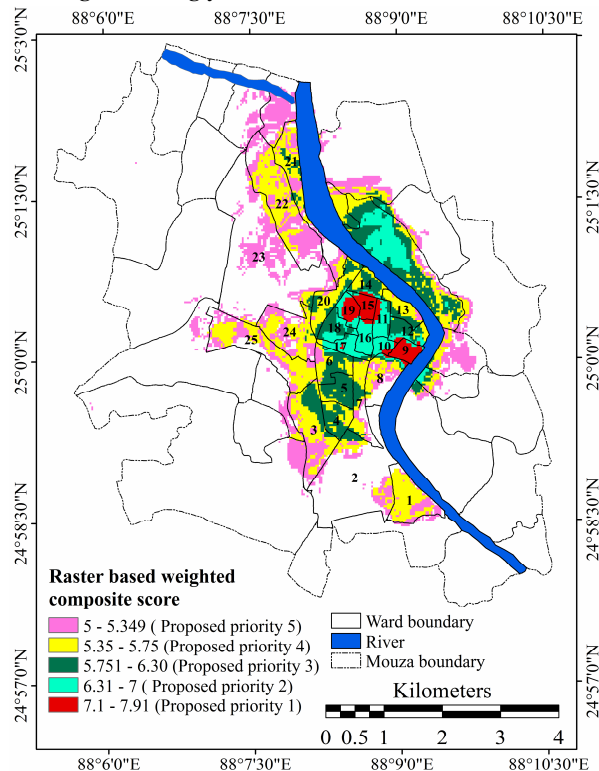 88°6'0"E 88°7'30"E 88°9'0"E 88°10'30"E
25°3'0"N 25°3'0"N
25°1'30"N 25°1'30"N
25°0'0"N 25°0'0"N
24°58'30"N 24°58'30"N
24°57'0"N 24°57'0"N
21
22
23
14
20
19 15 13
11
18 12
24
25
16
17 10 9
6
8
5
7
4
3
2
1
Raster based weighted
composite score
5 - 5.349 ( Proposed priority 5)
5.35 - 5.75 (Proposed priority 4)
5.751 - 6.30 (Proposed priority 3)
6.31 - 7 ( Proposed priority 2)
7.1 - 7.91 (Proposed priority 1)
Ward boundary
River
Mouza boundary
Kilometers
0 0.5 1 2 3 4
88°6'0"E 88°7'30"E 88°9'0"E 88°10'30"E